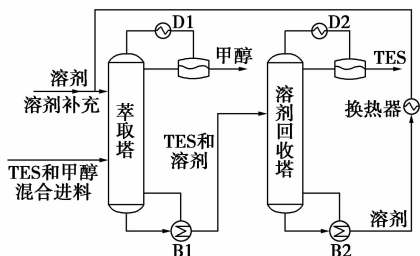 D1
D2
甲醇
TES
溶剂
溶剂补充
萃取塔
溶剂回收塔
换热器
TES和
溶剂
TES和甲醇
混合进料
溶剂
B1
B2